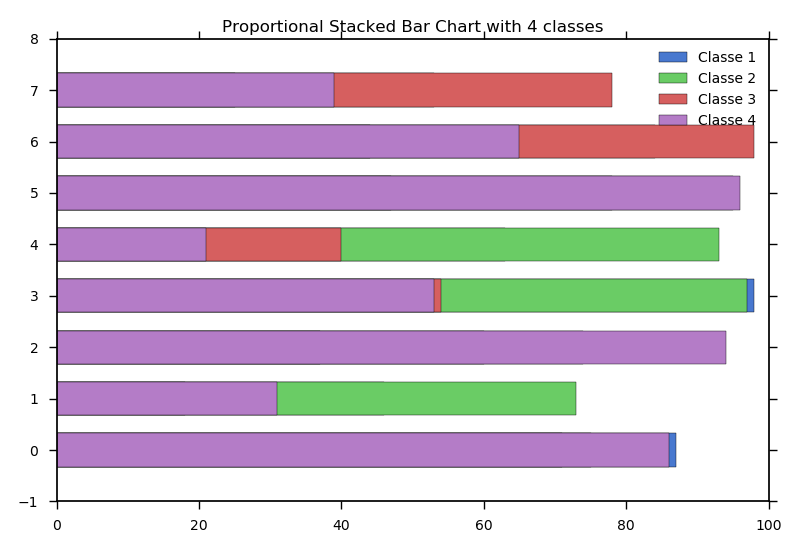 Proportional Stacked Bar Chart with 4 classes
8
Classe 1
Classe 2
7
Classe 3
Classe 4
6
5
4
3
2
1
0
−1
0 20 40 60 80 100